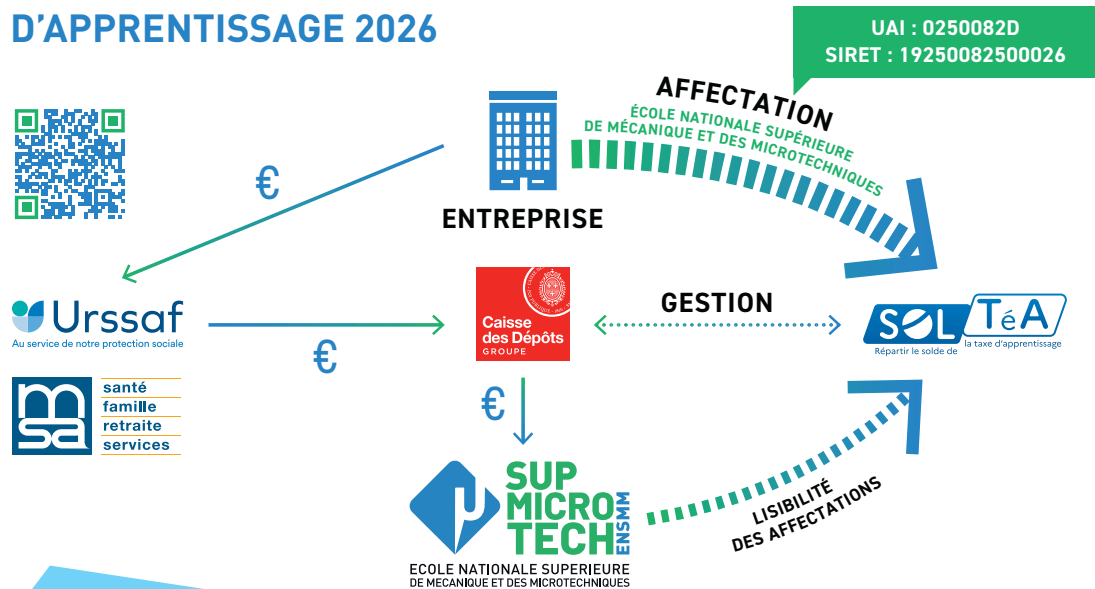 D'APPRENTISSAGE 2026
UAI : 0250082D
SIRET : 19250082500026
AFFECTATION
ÉCOLE NATIONALE SUPÉRIEURE
DE MÉCANIQUE ET DES MICROTECHNIQUES
€
ENTREPRISE
Urssaf
Au service de notre protection sociale
€
Caisse
des Dépôts
GROUPE
GESTION
SOLTéA
Répartir le solde de
la taxe d'apprentissage
msa
santé
famille
retraite
services
€
μ
SUP
MICRO
TECH
ENSMM
ECOLE NATIONALE SUPERIEURE
DE MECANIQUE ET DES MICROTECHNIQUES
LISIBILITÉ
DES AFFECTATIONS